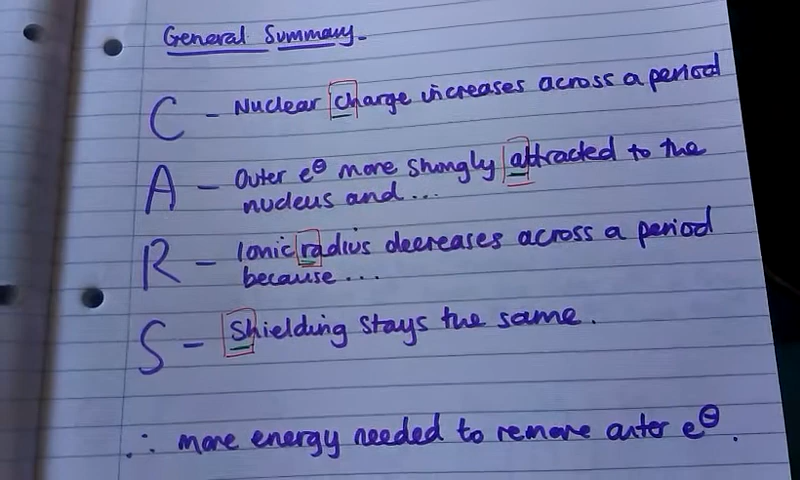 General Summary
C - Nuclear charge increases across a period
A - Outer e⊖ more strongly attracted to the
nucleus and...
R - Ionic radius decreases across a period
because...
S - Shielding stays the same.
∴ more energy needed to remove outer e⊖.